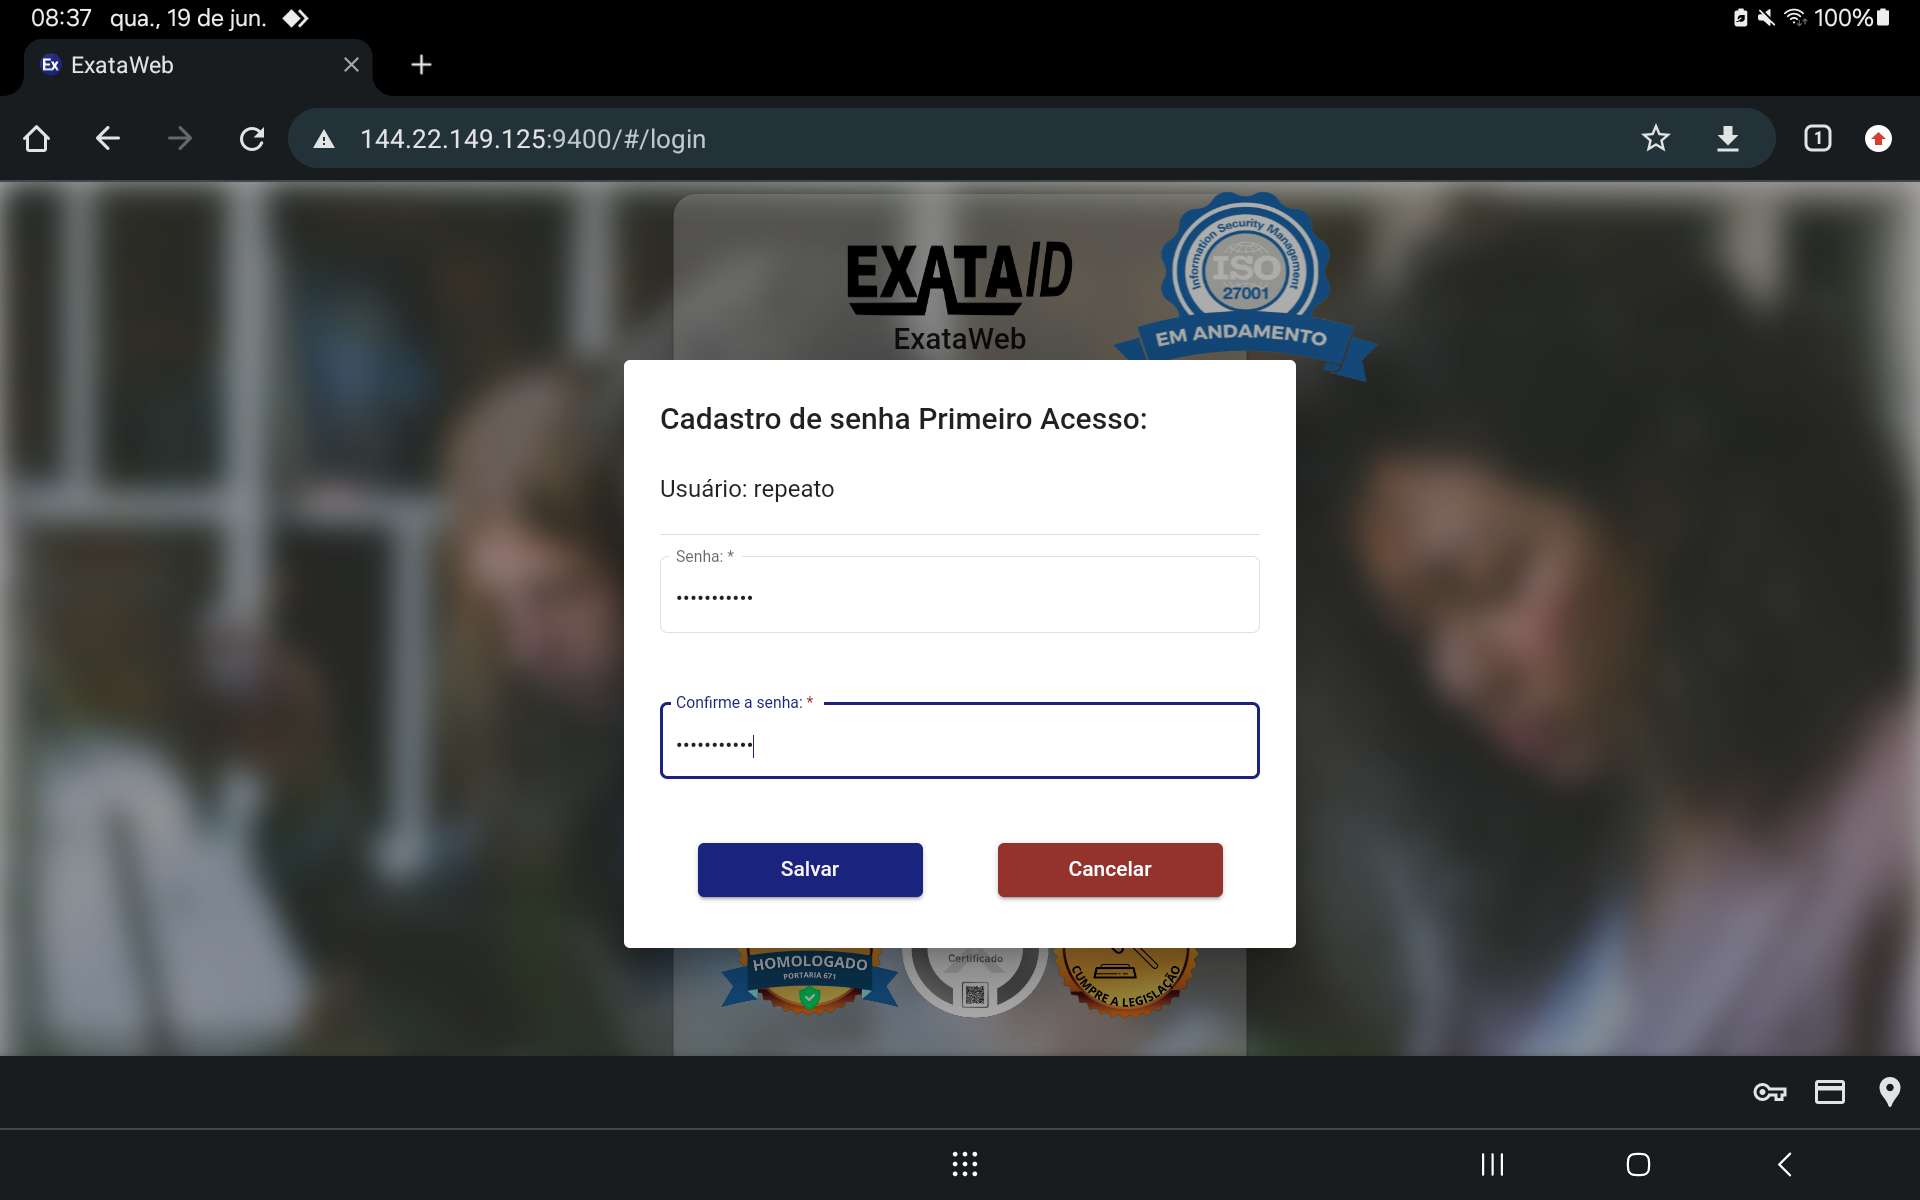 08:37 qua., 19 de jun. 100%
Ex ExataWeb
144.22.149.125:9400/#/login 1
EXATAID
ExataWeb
Information Security Management
ISO
27001
EM ANDAMENTO
Cadastro de senha Primeiro Acesso:
Usuário: repeato
Senha: *
•••••••••••
Confirme a senha: *
•••••••••••
Salvar Cancelar
HOMOLOGADO
PORTARIA 671
Certificado
CUMPRE A LEGISLAÇÃO